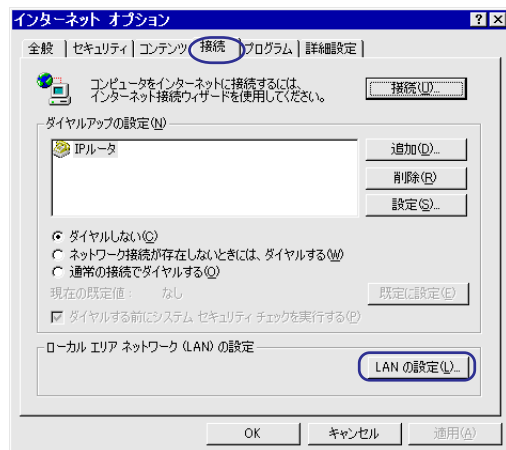 インターネット オプション
全般 セキュリティ コンテンツ 接続 プログラム 詳細設定
コンピュータをインターネットに接続するには、
インターネット接続ウィザードを使用してください。
接続(U)...
ダイヤルアップの設定(N)
IPルータ
追加(D)...
削除(R)
設定(S)...
ダイヤルしない(C)
ネットワーク接続が存在しないときには、ダイヤルする(W)
通常の接続でダイヤルする(O)
現在の既定値： なし
既定に設定(E)
ダイヤルする前にシステム セキュリティ チェックを実行する(P)
ローカル エリア ネットワーク (LAN) の設定
LAN の設定(L)...
OK キャンセル 適用(A)